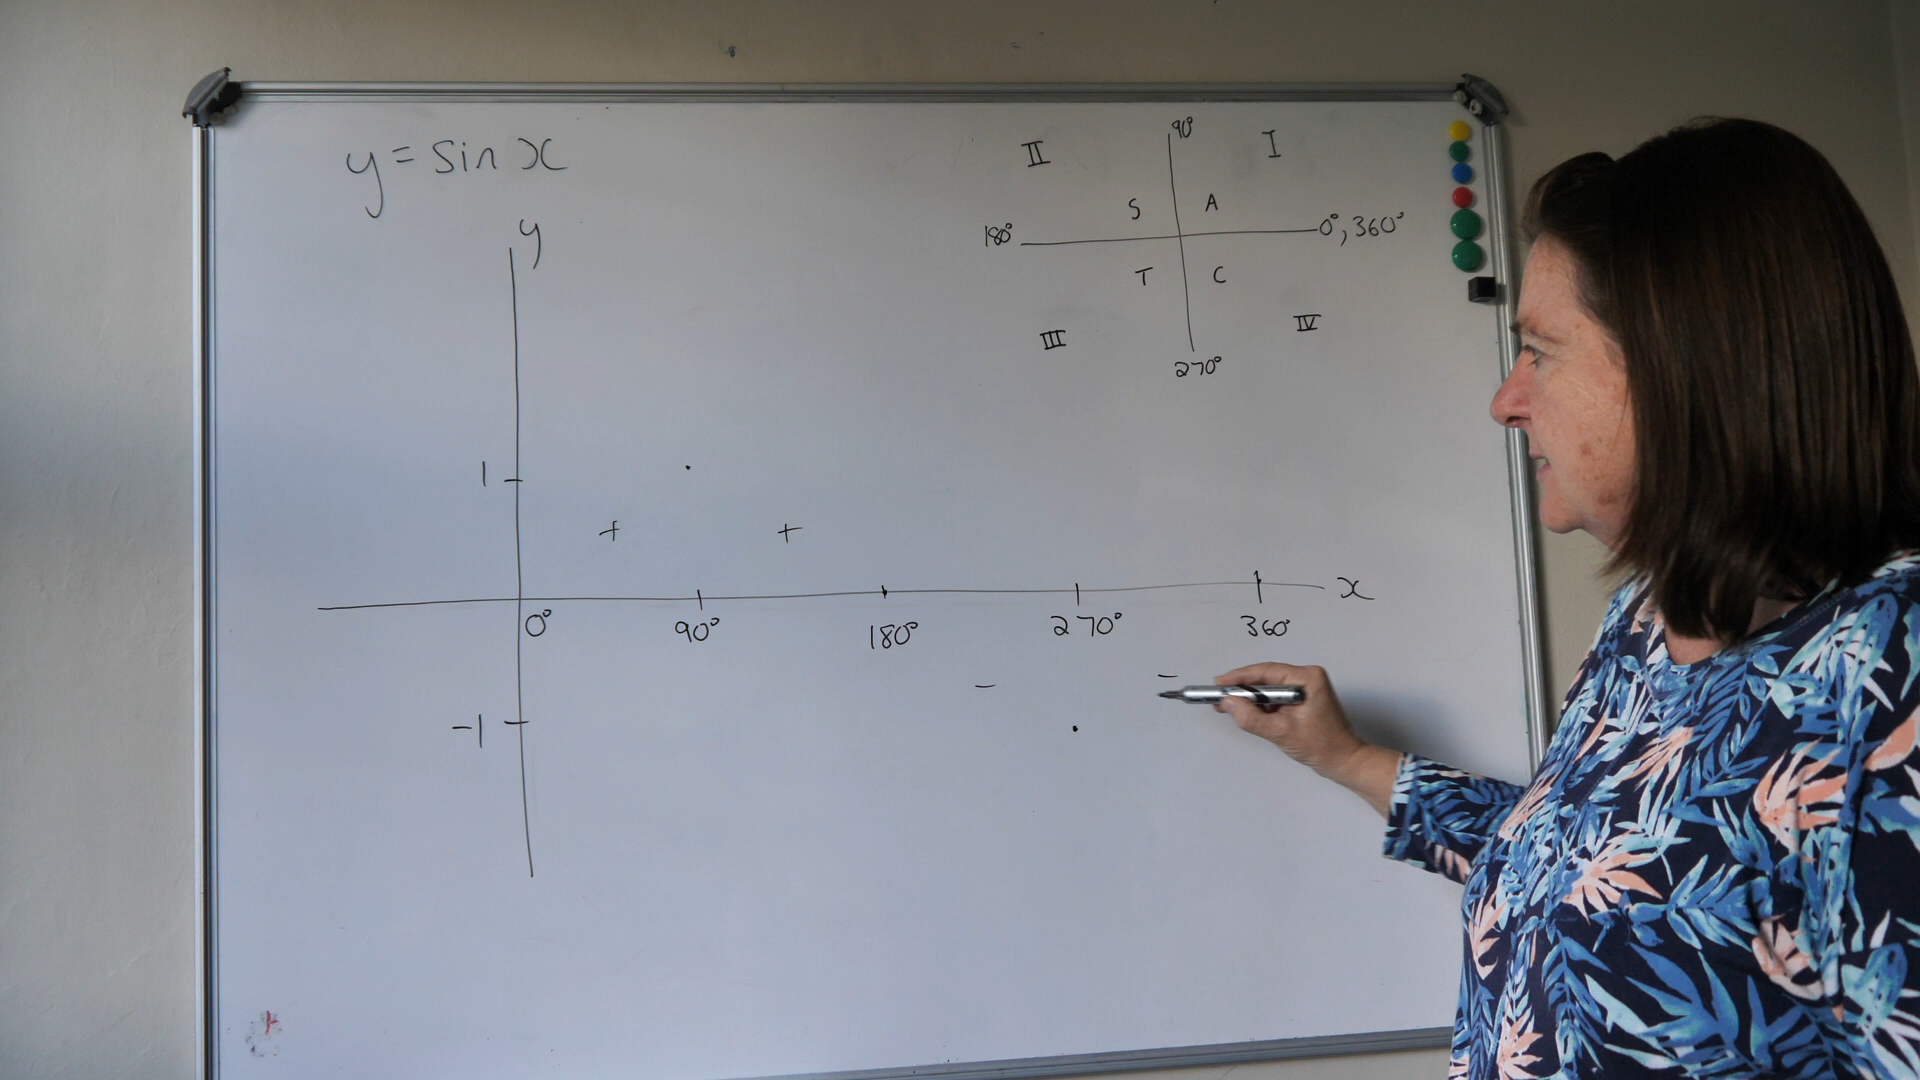 y = sin x
y
1
+ +
0° 90° 180° 270° 360° x
- -
-1
90°
II I
S A
180° 0°, 360°
T C
III IV
270°